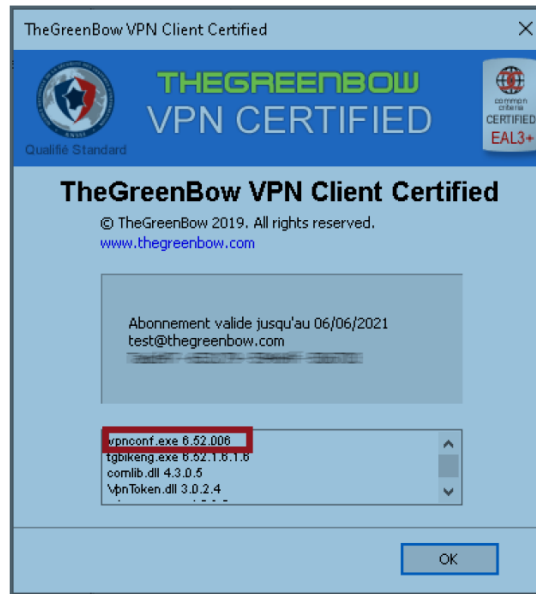 TheGreenBow VPN Client Certified
THEGREENBOW
VPN CERTIFIED
Qualifié Standard
common
criteria
CERTIFIED
EAL3+
TheGreenBow VPN Client Certified
© TheGreenBow 2019. All rights reserved.
www.thegreenbow.com
Abonnement valide jusqu'au 06/06/2021
test@thegreenbow.com
vpnconf.exe 6.52.006
tgbikeng.exe 6.52.1.6.1.6
comlib.dll 4.3.0.5
VpnToken.dll 3.0.2.4
OK